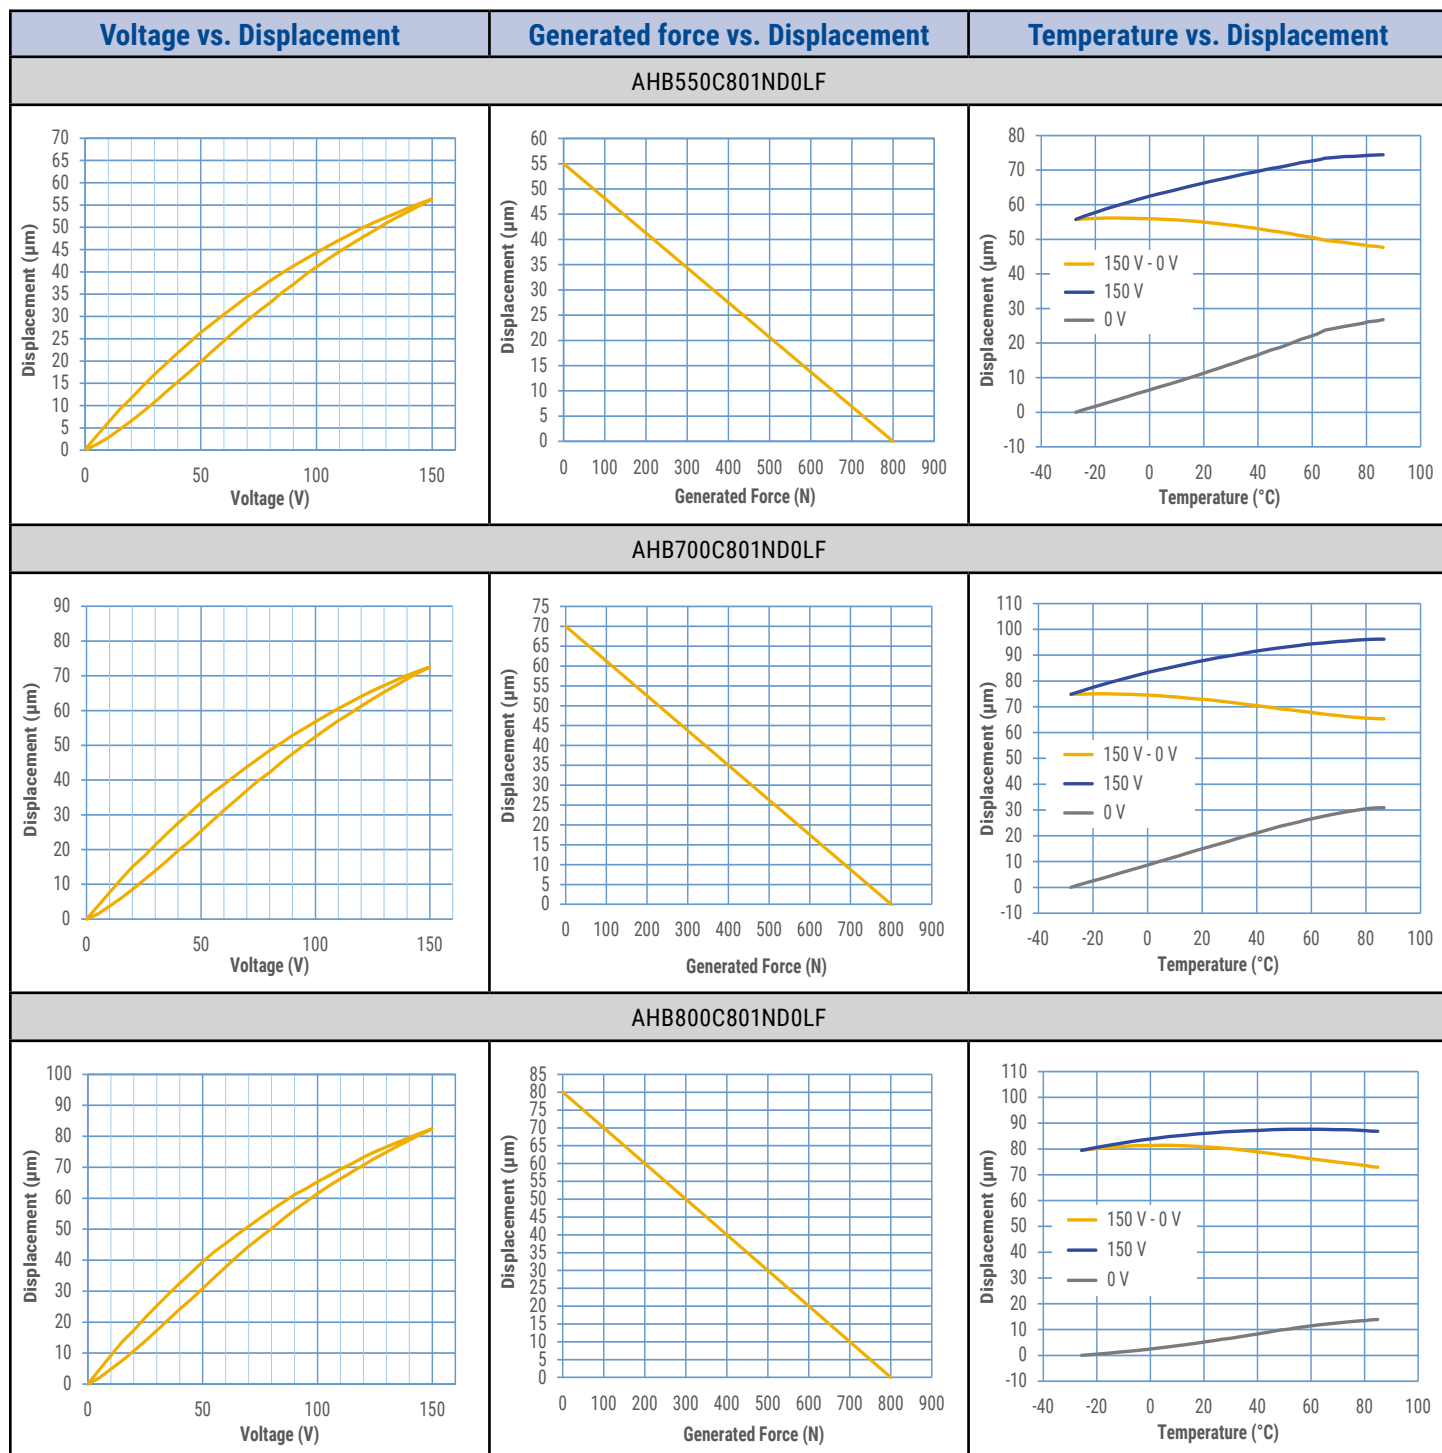 Voltage vs. Displacement
Generated force vs. Displacement
Temperature vs. Displacement
AHB550C801ND0LF
Displacement (µm)
70
65
60
55
50
45
40
35
30
25
20
15
10
5
0
0 50 100 150
Voltage (V)
Displacement (µm)
60
55
50
45
40
35
30
25
20
15
10
5
0
0 100 200 300 400 500 600 700 800 900
Generated Force (N)
Displacement (µm)
80
70
60
50
40
30
20
10
0
-10
150 V - 0 V
150 V
0 V
-40 -20 0 20 40 60 80 100
Temperature (°C)
AHB700C801ND0LF
Displacement (µm)
90
80
70
60
50
40
30
20
10
0
0 50 100 150
Voltage (V)
Displacement (µm)
75
70
65
60
55
50
45
40
35
30
25
20
15
10
5
0
0 100 200 300 400 500 600 700 800 900
Generated Force (N)
Displacement (µm)
110
100
90
80
70
60
50
40
30
20
10
0
-10
150 V - 0 V
150 V
0 V
-40 -20 0 20 40 60 80 100
Temperature (°C)
AHB800C801ND0LF
Displacement (µm)
100
90
80
70
60
50
40
30
20
10
0
0 50 100 150
Voltage (V)
Displacement (µm)
85
80
75
70
65
60
55
50
45
40
35
30
25
20
15
10
5
0
0 100 200 300 400 500 600 700 800 900
Generated Force (N)
Displacement (µm)
110
100
90
80
70
60
50
40
30
20
10
0
-10
150 V - 0 V
150 V
0 V
-40 -20 0 20 40 60 80 100
Temperature (°C)